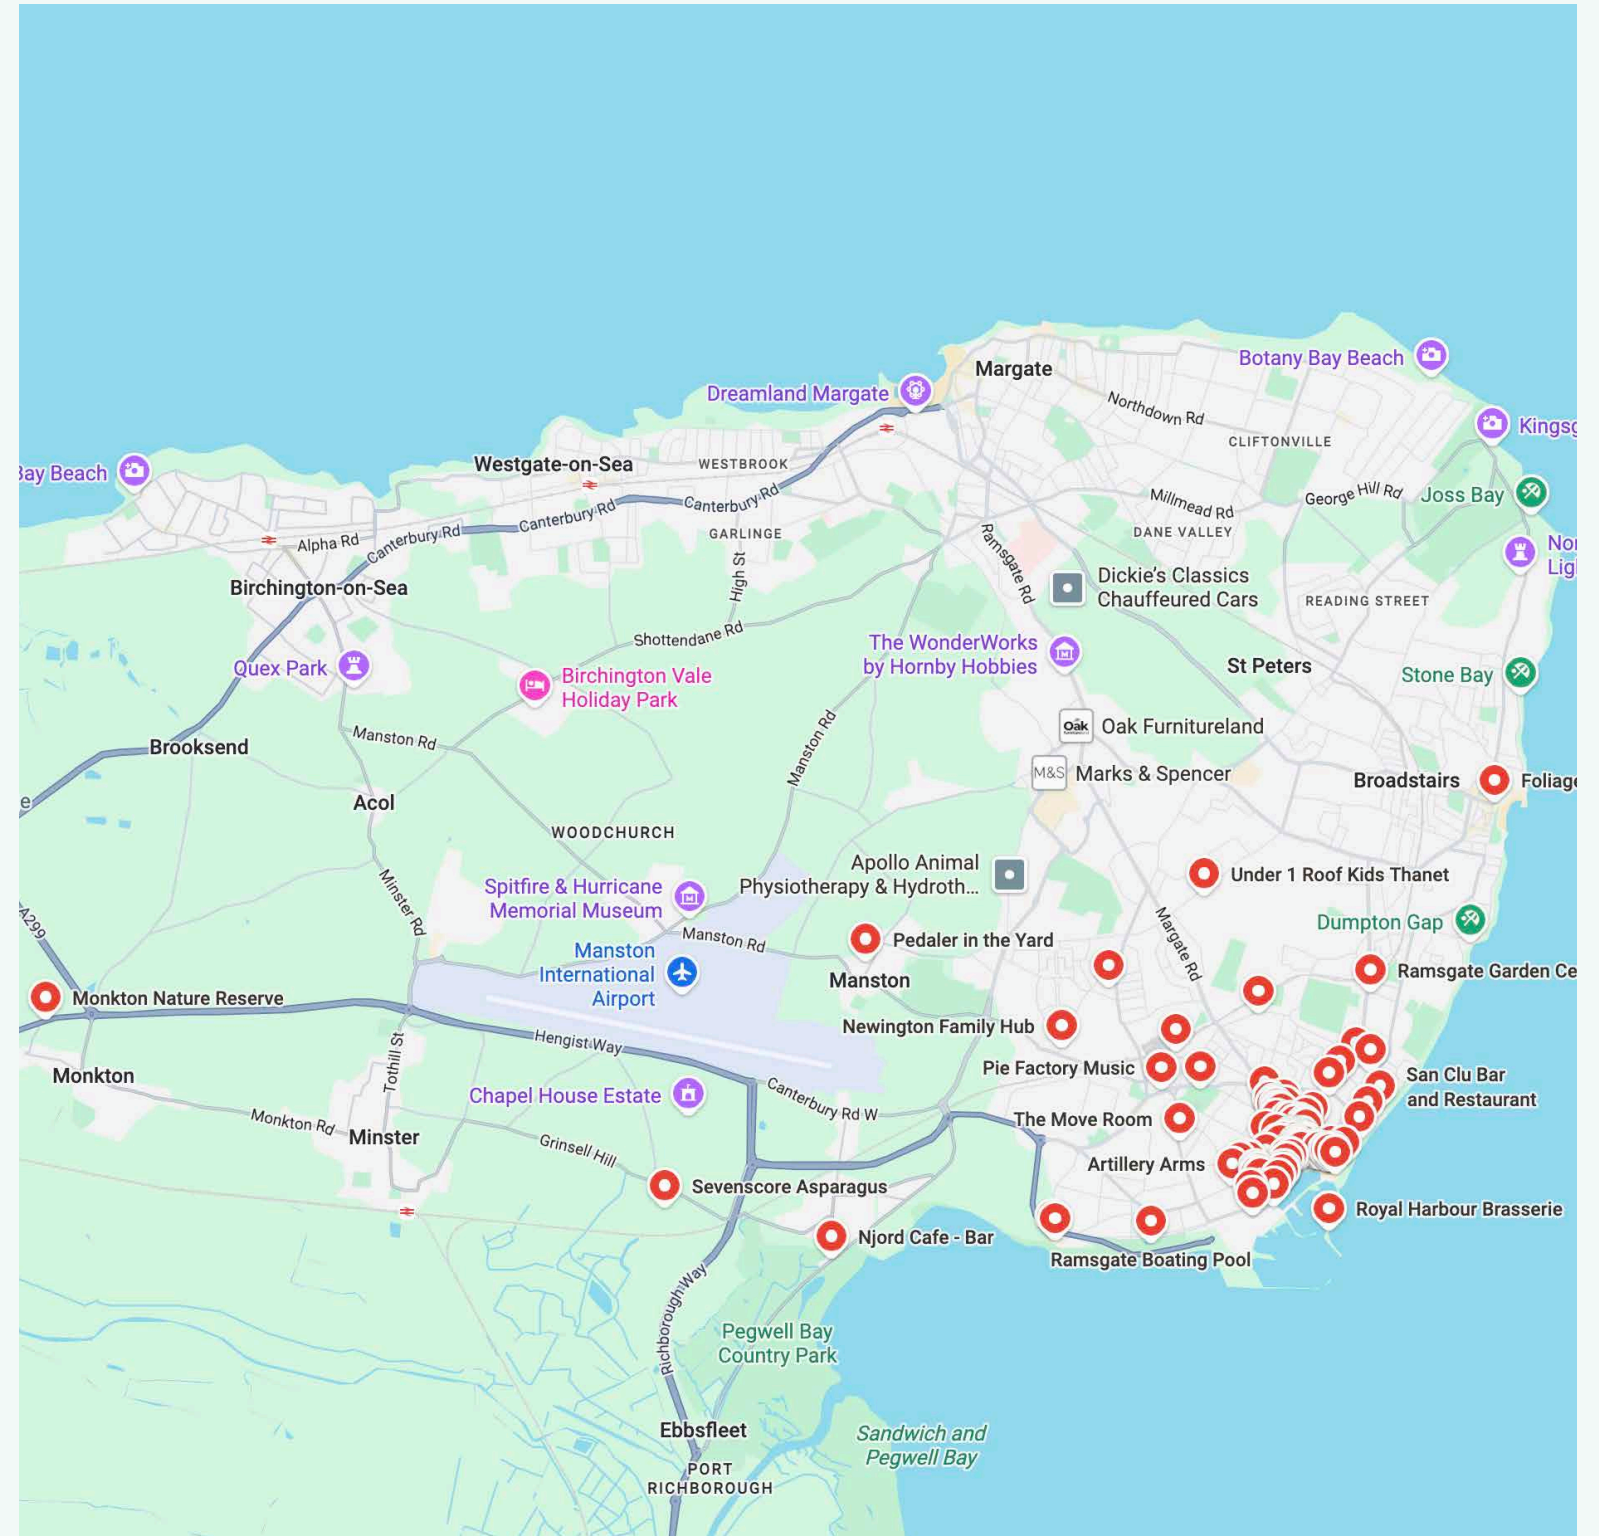 Margate
Botany Bay Beach
Dreamland Margate
Northdown Rd
Kingsg
CLIFTONVILLE
Westgate-on-Sea
WESTBROOK
Bay Beach
Canterbury Rd
George Hill Rd
Joss Bay
Millmead Rd
Canterbury Rd
GARLINGE
DANE VALLEY
Alpha Rd
Canterbury Rd
Ramsgate Rd
Nor
Lig
High St
Birchington-on-Sea
Dickie's Classics
Chauffeured Cars
READING STREET
Shottendane Rd
The WonderWorks
by Hornby Hobbies
Quex Park
St Peters
Birchington Vale
Holiday Park
Stone Bay
Oak
Oak Furnitureland
Manston Rd
Brooksend
Manston Rd
M&S
Marks & Spencer
Broadstairs
Foliage
e
Acol
WOODCHURCH
Apollo Animal
Physiotherapy & Hydroth...
Under 1 Roof Kids Thanet
Minster Rd
Spitfire & Hurricane
Memorial Museum
A299
Dumpton Gap
Margate Rd
Manston Rd
Pedaler in the Yard
Manston
International
Airport
Manston
Ramsgate Garden Ce
Monkton Nature Reserve
Newington Family Hub
Hengist Way
Tothill St
Pie Factory Music
Monkton
San Clu Bar
and Restaurant
Chapel House Estate
Canterbury Rd W
Monkton Rd
The Move Room
Minster
Grinsell Hill
Artillery Arms
Sevenscore Asparagus
Royal Harbour Brasserie
Njord Cafe - Bar
Ramsgate Boating Pool
Richborough Way
Pegwell Bay
Country Park
Ebbsfleet
Sandwich and
Pegwell Bay
PORT
RICHBOROUGH